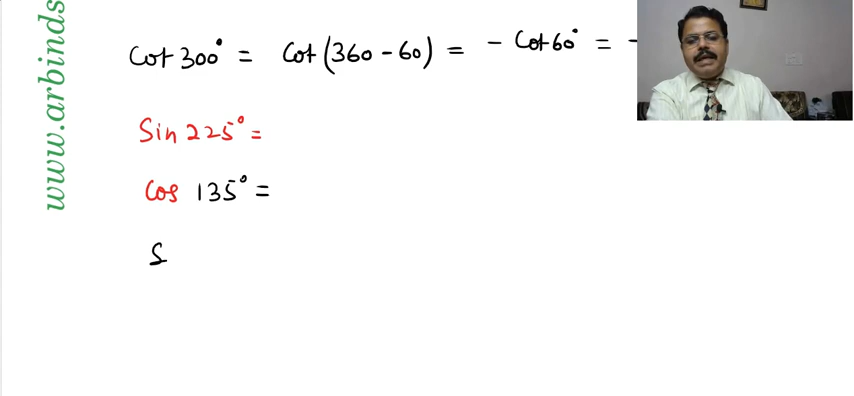 www.arbinds
Cot 300° = Cot (360 - 60) = - Cot 60° = -
Sin 225° =
Cos 135° =
S